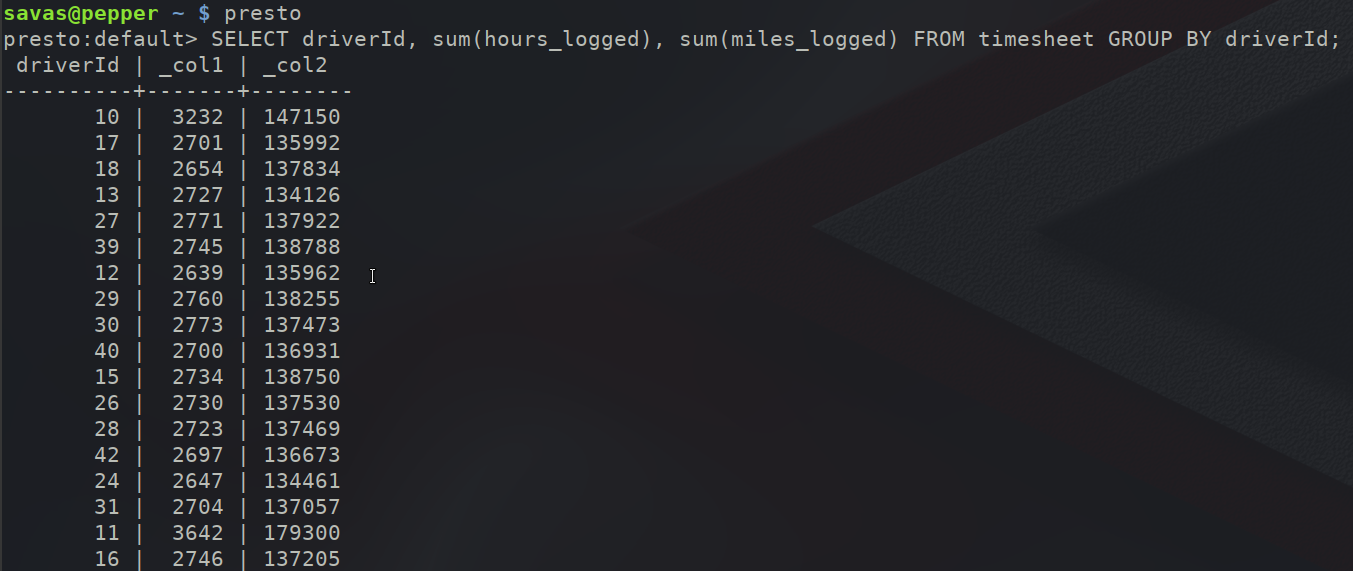 savas@pepper ~ $ presto
presto:default> SELECT driverId, sum(hours_logged), sum(miles_logged) FROM timesheet GROUP BY driverId;
 driverId | _col1 | _col2
----------+-------+--------
       10 |  3232 | 147150
       17 |  2701 | 135992
       18 |  2654 | 137834
       13 |  2727 | 134126
       27 |  2771 | 137922
       39 |  2745 | 138788
       12 |  2639 | 135962
       29 |  2760 | 138255
       30 |  2773 | 137473
       40 |  2700 | 136931
       15 |  2734 | 138750
       26 |  2730 | 137530
       28 |  2723 | 137469
       42 |  2697 | 136673
       24 |  2647 | 134461
       31 |  2704 | 137057
       11 |  3642 | 179300
       16 |  2746 | 137205